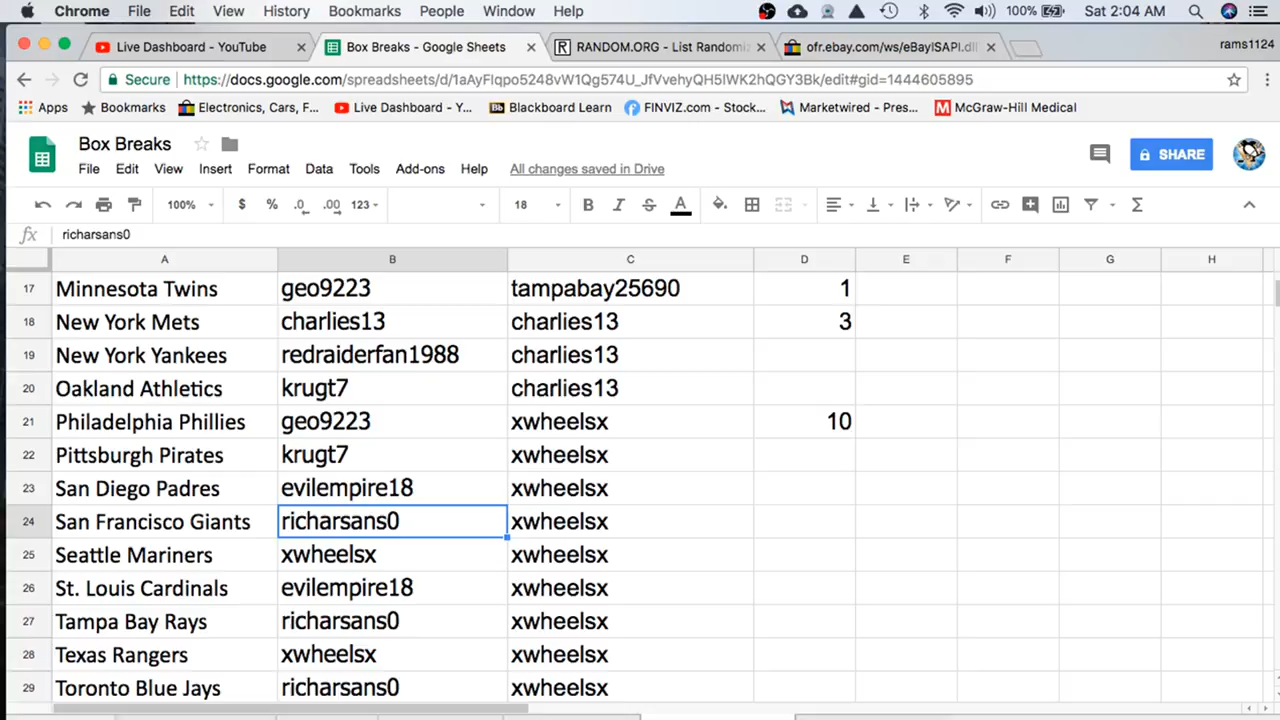 Chrome File Edit View History Bookmarks People Window Help 100% Sat 2:04 AM
Live Dashboard - YouTube × Box Breaks - Google Sheets × RANDOM.ORG - List Randomiz × ofr.ebay.com/ws/eBayISAPI.dll × rams1124
Secure https://docs.google.com/spreadsheets/d/1aAyFlqpo5248vW1Qg574U_JfVvehyQH5lWK2hQGY3Bk/edit#gid=1444605895
Apps Bookmarks Electronics, Cars, F... Live Dashboard - Y... Bb Blackboard Learn FINVIZ.com - Stock... Marketwired - Pres... M McGraw-Hill Medical
Box Breaks
SHARE
File Edit View Insert Format Data Tools Add-ons Help All changes saved in Drive
100% $ % .0 .00 123 18 B I S A Σ
fx richarsans0
A B C D E F G H
17 Minnesota Twins geo9223 tampabay25690 1
18 New York Mets charlies13 charlies13 3
19 New York Yankees redraiderfan1988 charlies13
20 Oakland Athletics krugt7 charlies13
21 Philadelphia Phillies geo9223 xwheelsx 10
22 Pittsburgh Pirates krugt7 xwheelsx
23 San Diego Padres evilempire18 xwheelsx
24 San Francisco Giants richarsans0 xwheelsx
25 Seattle Mariners xwheelsx xwheelsx
26 St. Louis Cardinals evilempire18 xwheelsx
27 Tampa Bay Rays richarsans0 xwheelsx
28 Texas Rangers xwheelsx xwheelsx
29 Toronto Blue Jays richarsans0 xwheelsx